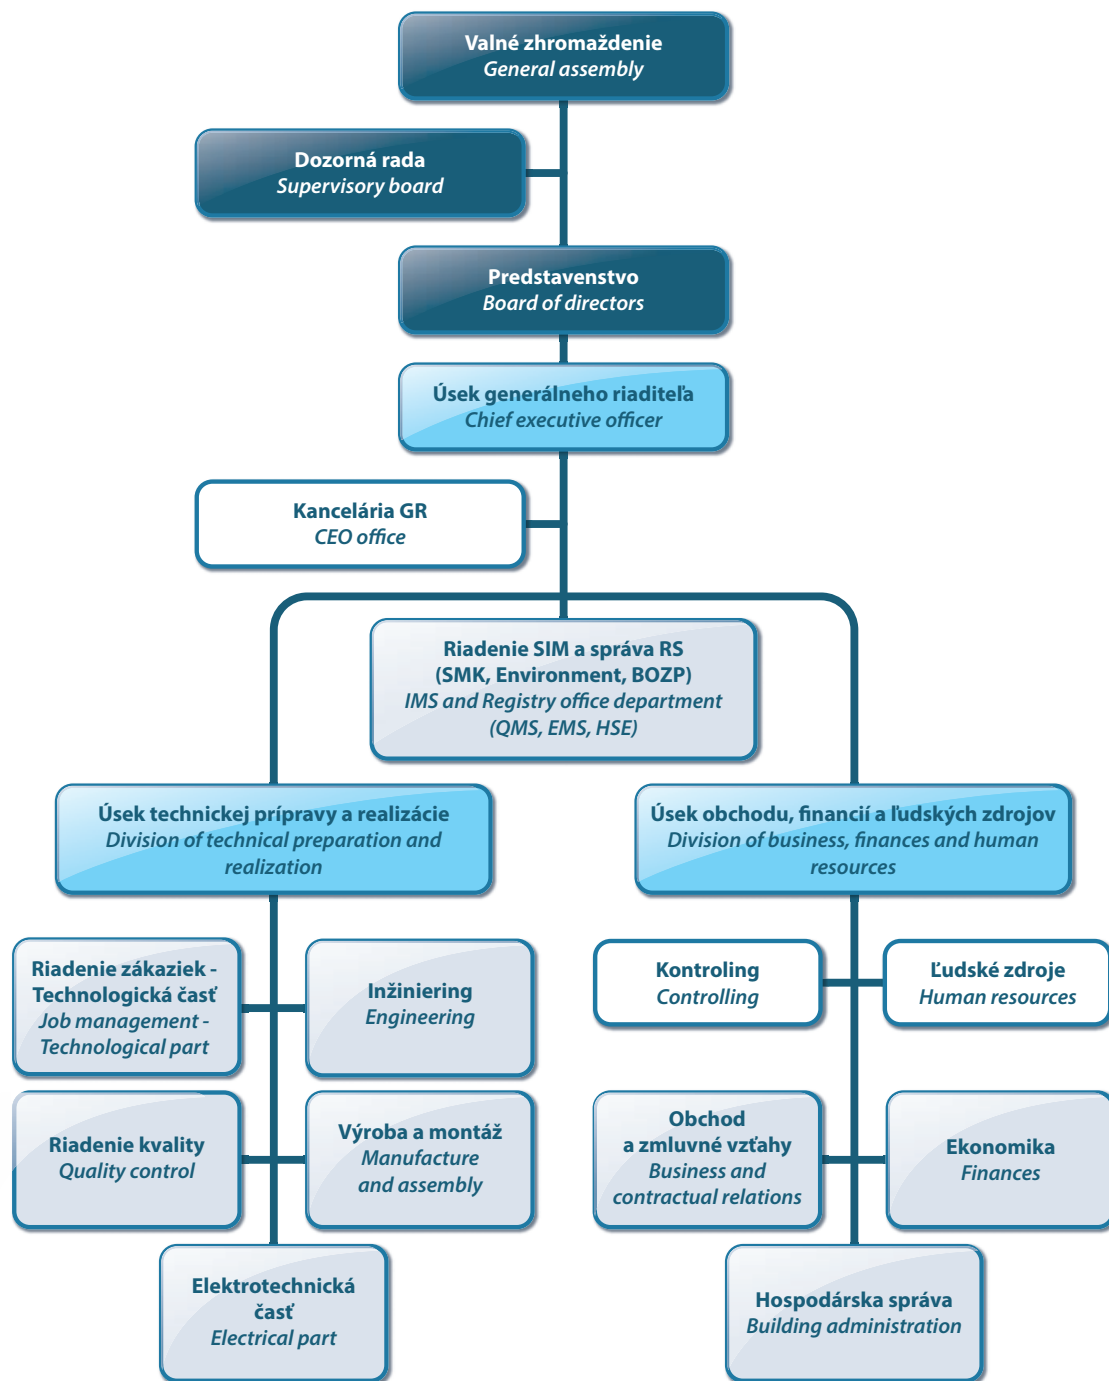 Valné zhromaždenie
General assembly
Dozorná rada
Supervisory board
Predstavenstvo
Board of directors
Úsek generálneho riaditeľa
Chief executive officer
Kancelária GR
CEO office
Riadenie SIM a správa RS
(SMK, Environment, BOZP)
IMS and Registry office department
(QMS, EMS, HSE)
Úsek technickej prípravy a realizácie
Division of technical preparation and
realization
Úsek obchodu, financií a ľudských zdrojov
Division of business, finances and human
resources
Riadenie zákaziek -
Technologická časť
Job management -
Technological part
Inžiniering
Engineering
Kontroling
Controlling
Ľudské zdroje
Human resources
Riadenie kvality
Quality control
Výroba a montáž
Manufacture
and assembly
Obchod
a zmluvné vzťahy
Business and
contractual relations
Ekonomika
Finances
Elektrotechnická
časť
Electrical part
Hospodárska správa
Building administration